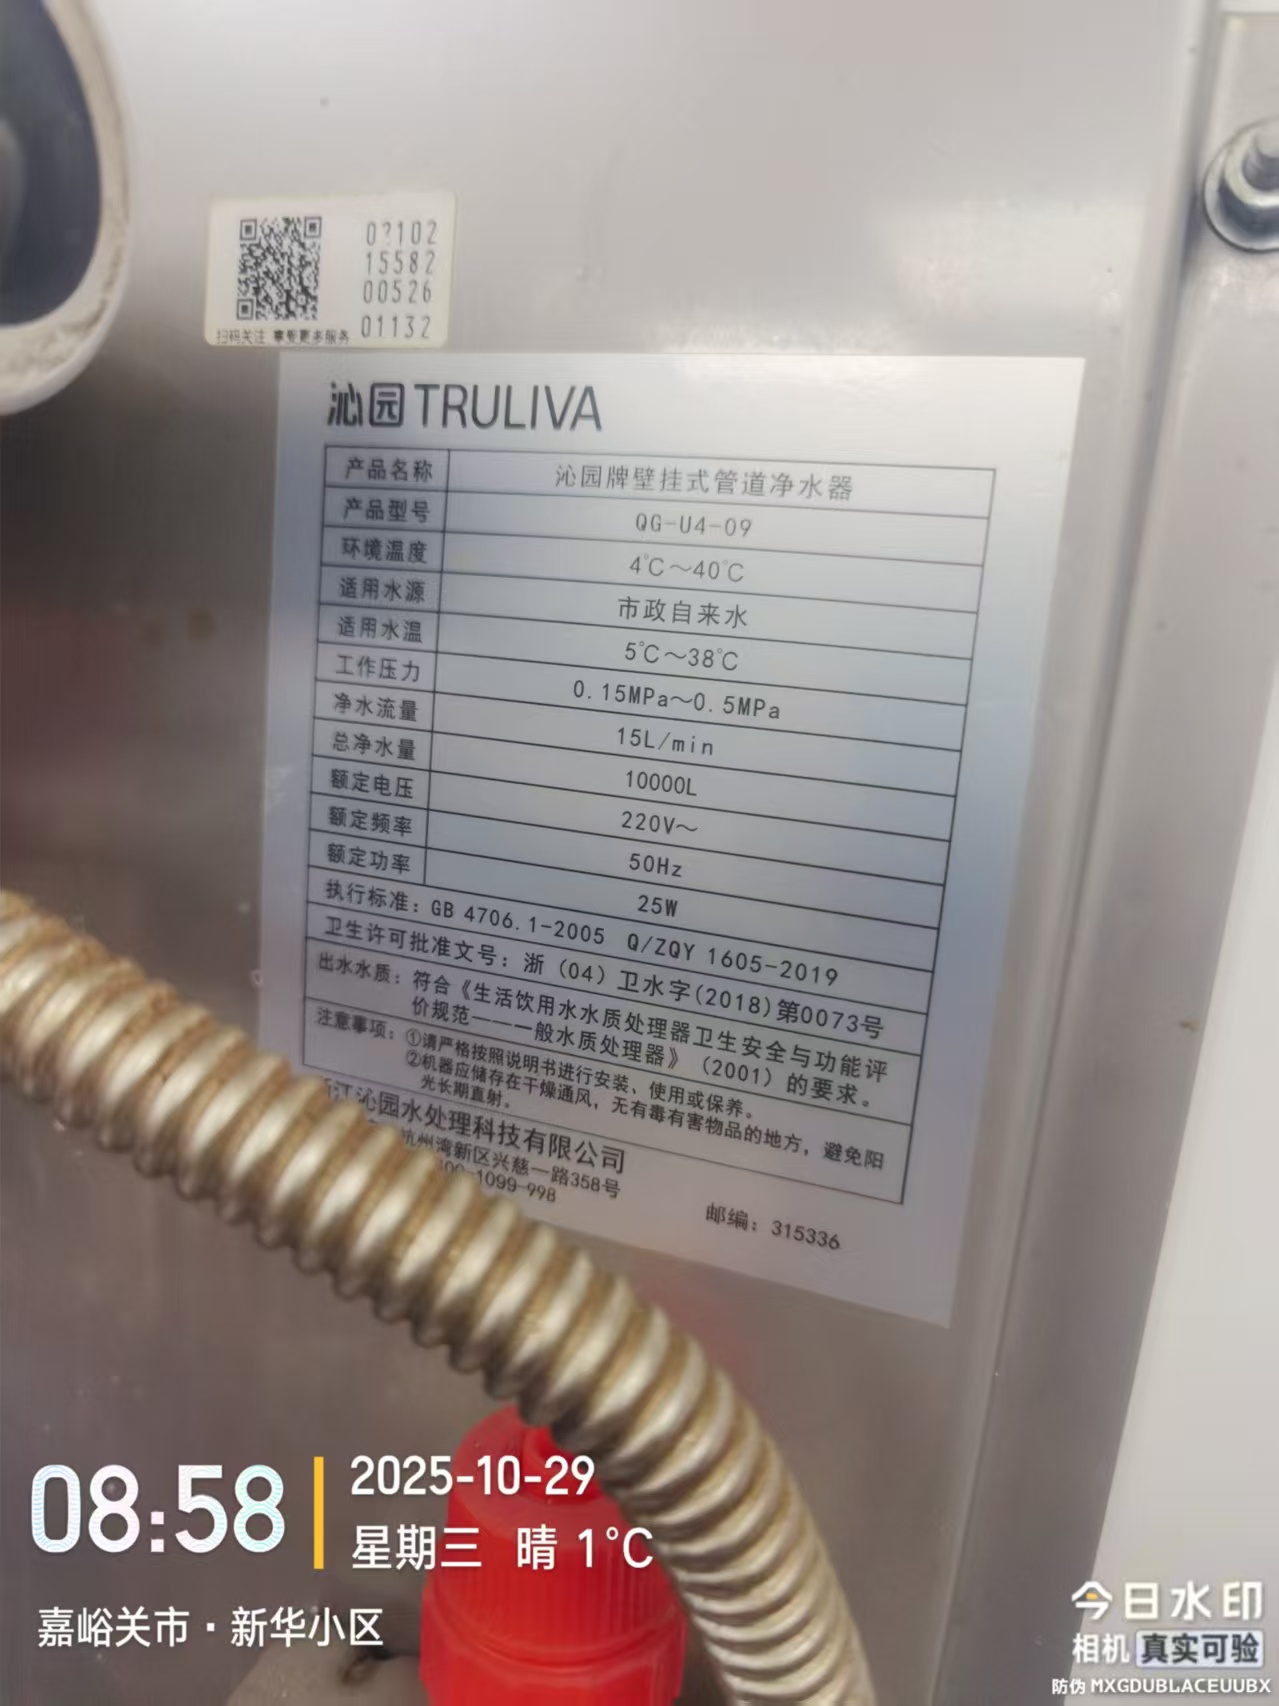 15582
00526
01132
扫码关注 享受更多服务
沁园 TRULIVA
产品名称 沁园牌壁挂式管道净水器
产品型号 QG-U4-09
环境温度 4℃～40℃
适用水源 市政自来水
适用水温 5℃～38℃
工作压力 0.15MPa～0.5MPa
净水流量 15L/min
总净水量 10000L
额定电压 220V～
额定频率 50Hz
额定功率 25W
执行标准：GB 4706.1-2005 Q/ZQY 1605-2019
卫生许可批准文号：浙（04）卫水字(2018)第0073号
出水水质：符合《生活饮用水水质处理器卫生安全与功能评
价规范——一般水质处理器》（2001）的要求。
注意事项：①请严格按照说明书进行安装、使用或保养。
②机器应储存在干燥通风，无有毒有害物品的地方，避免阳
光长期直射。
江沁园水处理科技有限公司
杭州湾新区兴慈一路358号
1099-998 邮编：315336
08:58
2025-10-29
星期三 晴 1°C
嘉峪关市·新华小区
今日水印
相机 真实可验
防伪 MXGDUBLACEUUBX